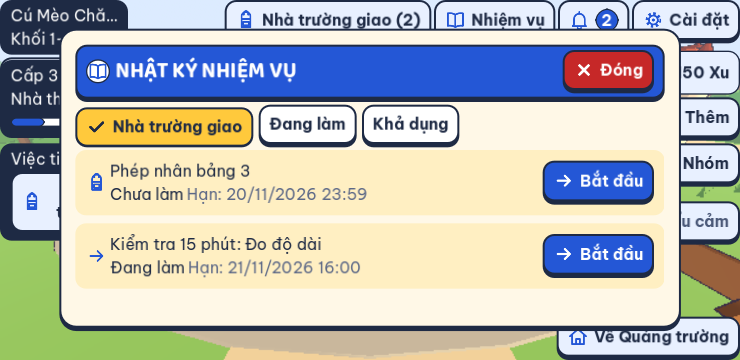 Cú Mèo Chă...
Khối 1-
Nhà trường giao (2)
Nhiệm vụ
2
Cài đặt
Cấp 3
Nhà th
50 Xu
Thêm
Việc ti
Nhóm
NHẬT KÝ NHIỆM VỤ
Đóng
Nhà trường giao
Đang làm
Khả dụng
Phép nhân bảng 3
Chưa làm Hạn: 20/11/2026 23:59
Bắt đầu
Kiểm tra 15 phút: Đo độ dài
Đang làm Hạn: 21/11/2026 16:00
Bắt đầu
cảm
Về Quảng trường